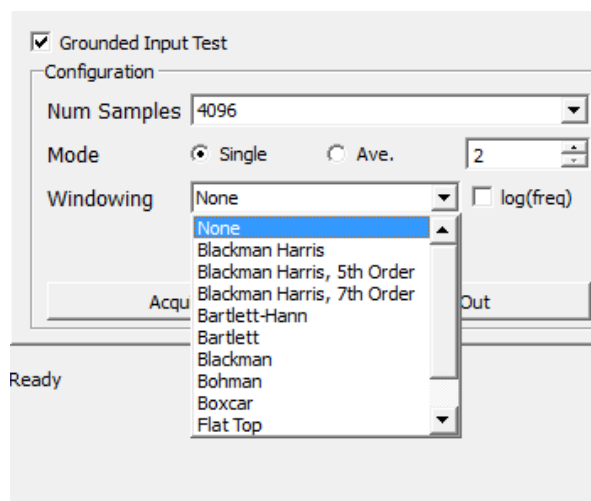 Grounded Input Test
Configuration
Num Samples 4096
Mode Single Ave. 2
Windowing None log(freq)
None
Blackman Harris
Blackman Harris, 5th Order
Blackman Harris, 7th Order
Acqu Out
Bartlett-Hann
Bartlett
Blackman
Ready
Bohman
Boxcar
Flat Top